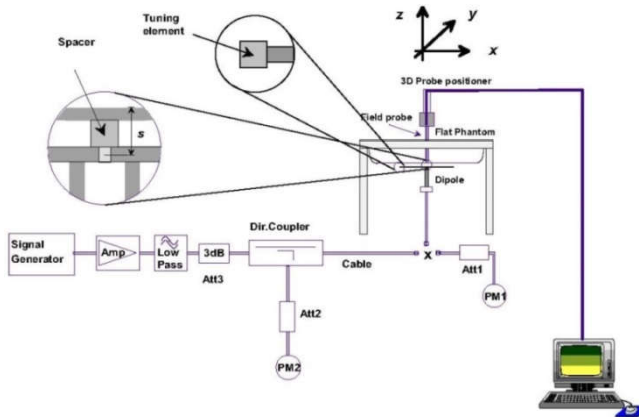 Tuning
element
Spacer
s
z
y
x
3D Probe positioner
Field probe
Flat Phantom
Dipole
Dir.Coupler
Signal
Generator
Amp
Low
Pass
3dB
Att3
Cable
x
Att1
PM1
Att2
PM2